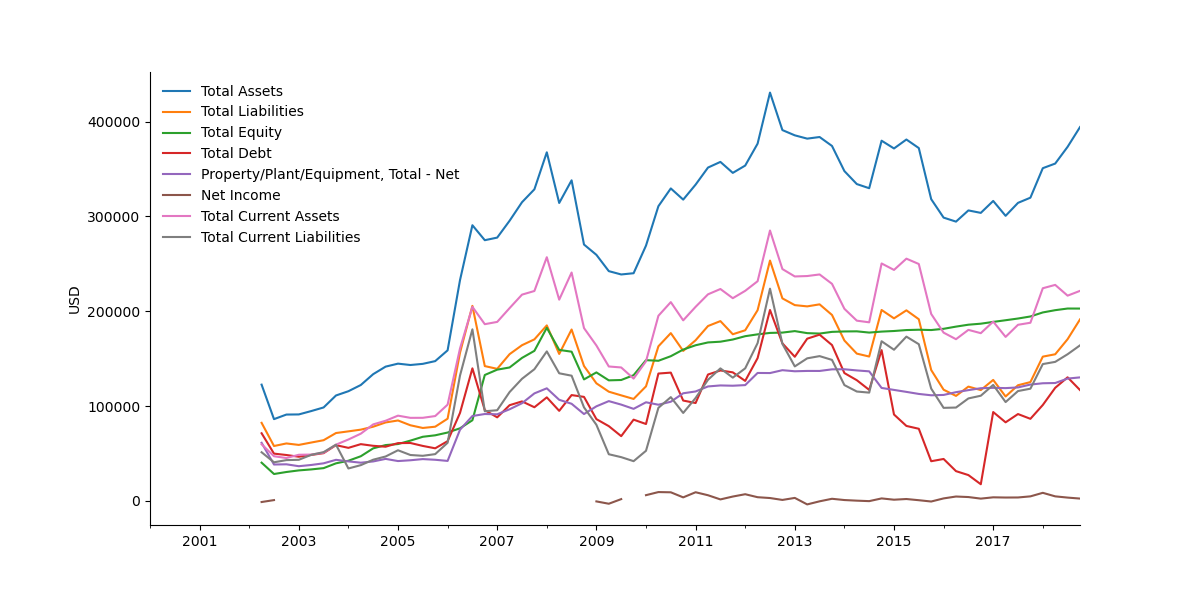 Total Assets
Total Liabilities
Total Equity
Total Debt
Property/Plant/Equipment, Total - Net
Net Income
Total Current Assets
Total Current Liabilities
USD
400000
300000
200000
100000
0
2001 2003 2005 2007 2009 2011 2013 2015 2017